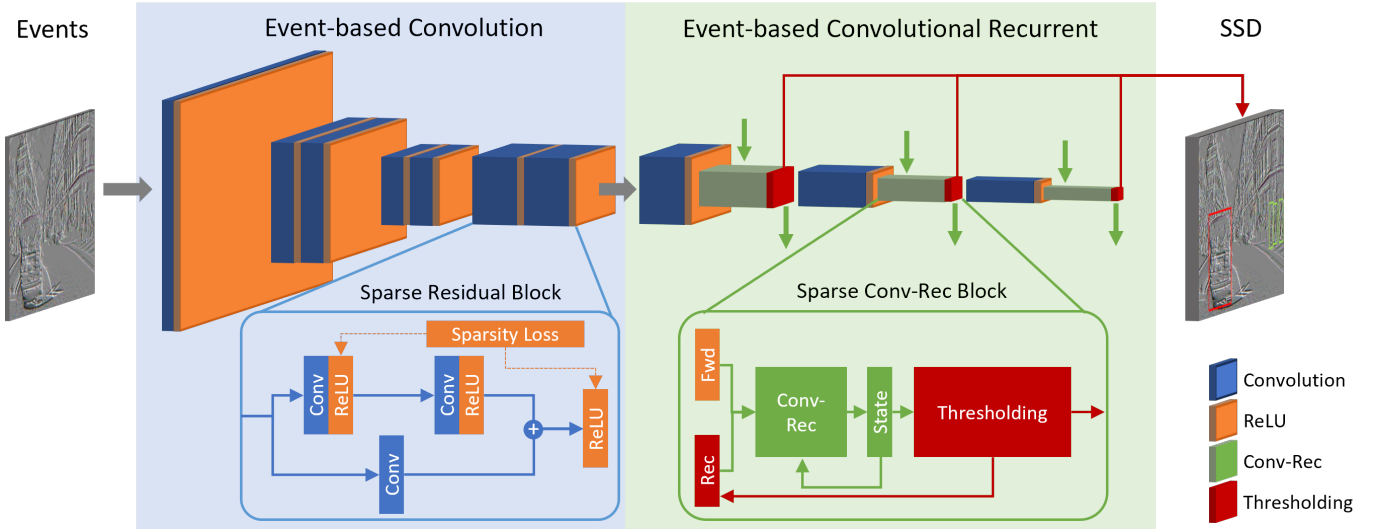 Events
Event-based Convolution
Event-based Convolutional Recurrent
SSD
Sparse Residual Block
Sparsity Loss
Conv
ReLU
Conv
ReLU
Conv
+
ReLU
Sparse Conv-Rec Block
Fwd
Rec
Conv-
Rec
State
Thresholding
Convolution
ReLU
Conv-Rec
Thresholding